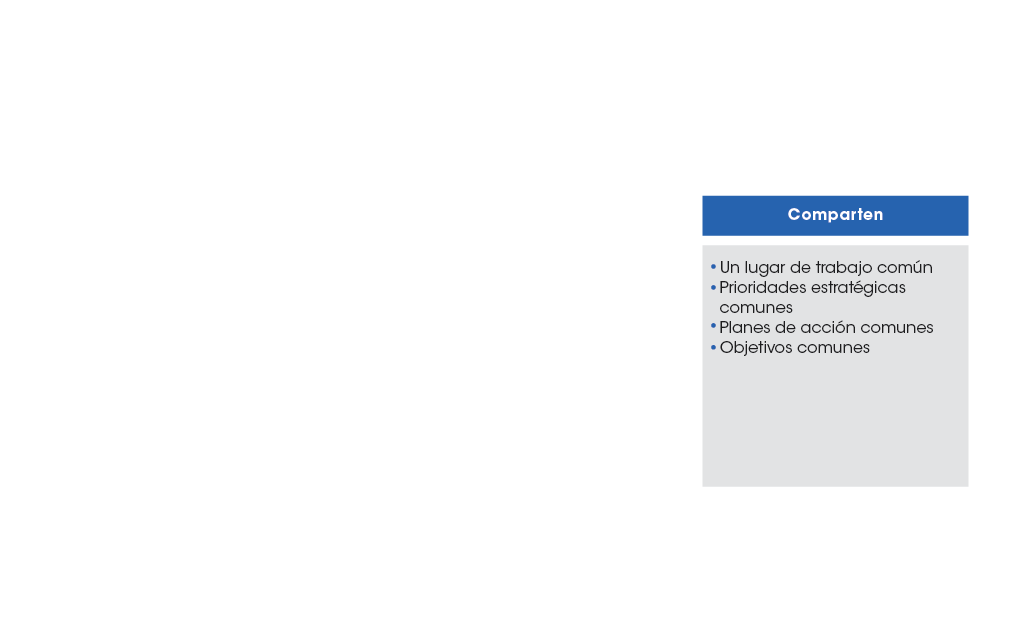 Comparten
• Un lugar de trabajo común
• Prioridades estratégicas
comunes
• Planes de acción comunes
• Objetivos comunes